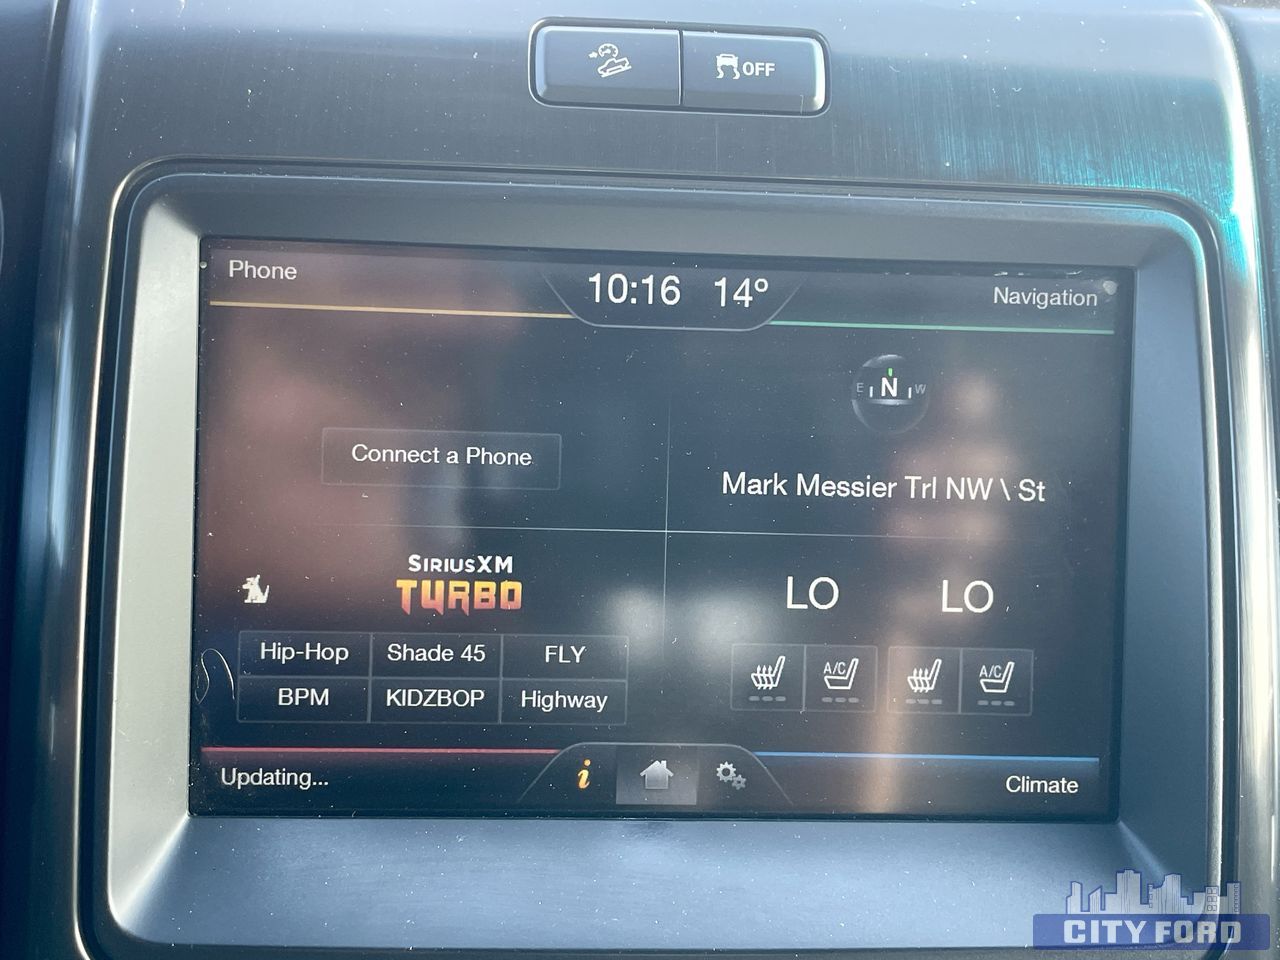 OFF
Phone
10:16 14°
Navigation
E N W
Connect a Phone
Mark Messier Trl NW \ St
SIRIUSXM
TURBO
LO LO
Hip-Hop Shade 45 FLY
BPM KIDZBOP Highway
A/C A/C
Updating...
i
Climate
CITY FORD